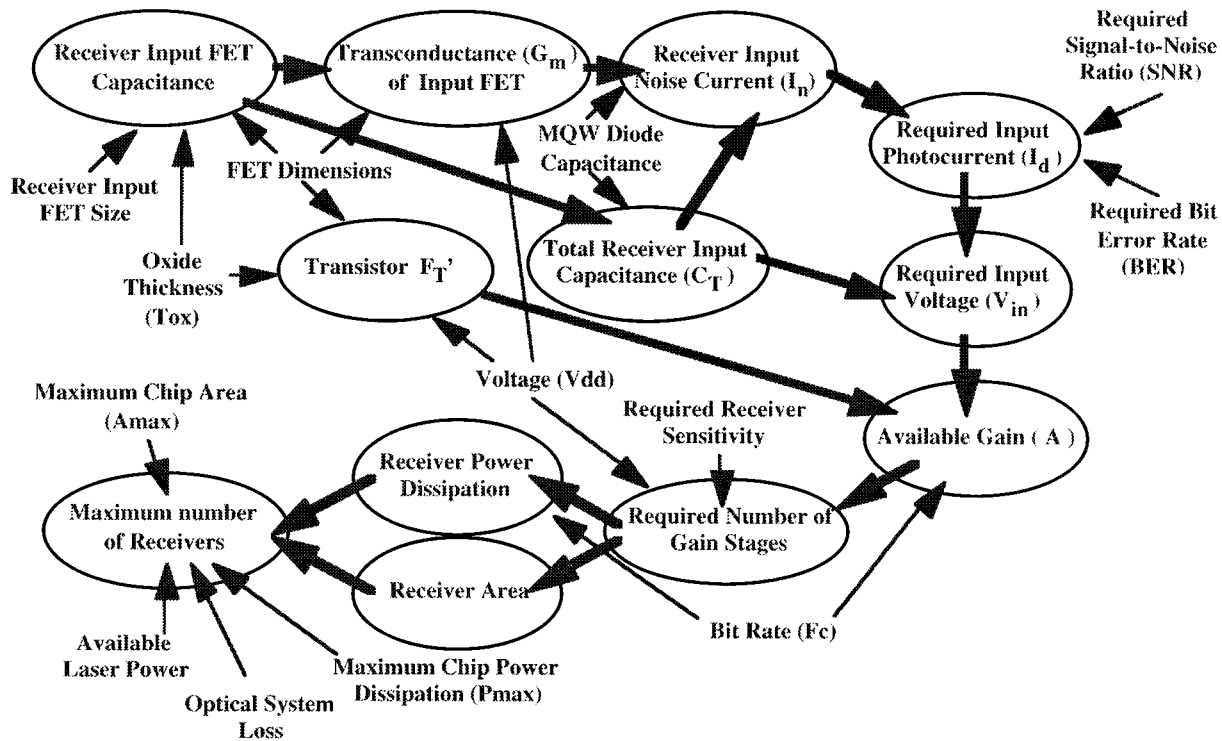 Receiver Input FET
Capacitance
Transconductance (Gm)
of Input FET
Receiver Input
Noise Current (In)
Required
Signal-to-Noise
Ratio (SNR)
Required Input
Photocurrent (Id)
MQW Diode
Capacitance
FET Dimensions
Receiver Input
FET Size
Required Bit
Error Rate
(BER)
Oxide
Thickness
(Tox)
Transistor FT'
Total Receiver Input
Capacitance (CT)
Required Input
Voltage (Vin)
Voltage (Vdd)
Maximum Chip Area
(Amax)
Required Receiver
Sensitivity
Available Gain ( A )
Receiver Power
Dissipation
Maximum number
of Receivers
Required Number of
Gain Stages
Receiver Area
Bit Rate (Fc)
Available
Laser Power
Maximum Chip Power
Dissipation (Pmax)
Optical System
Loss